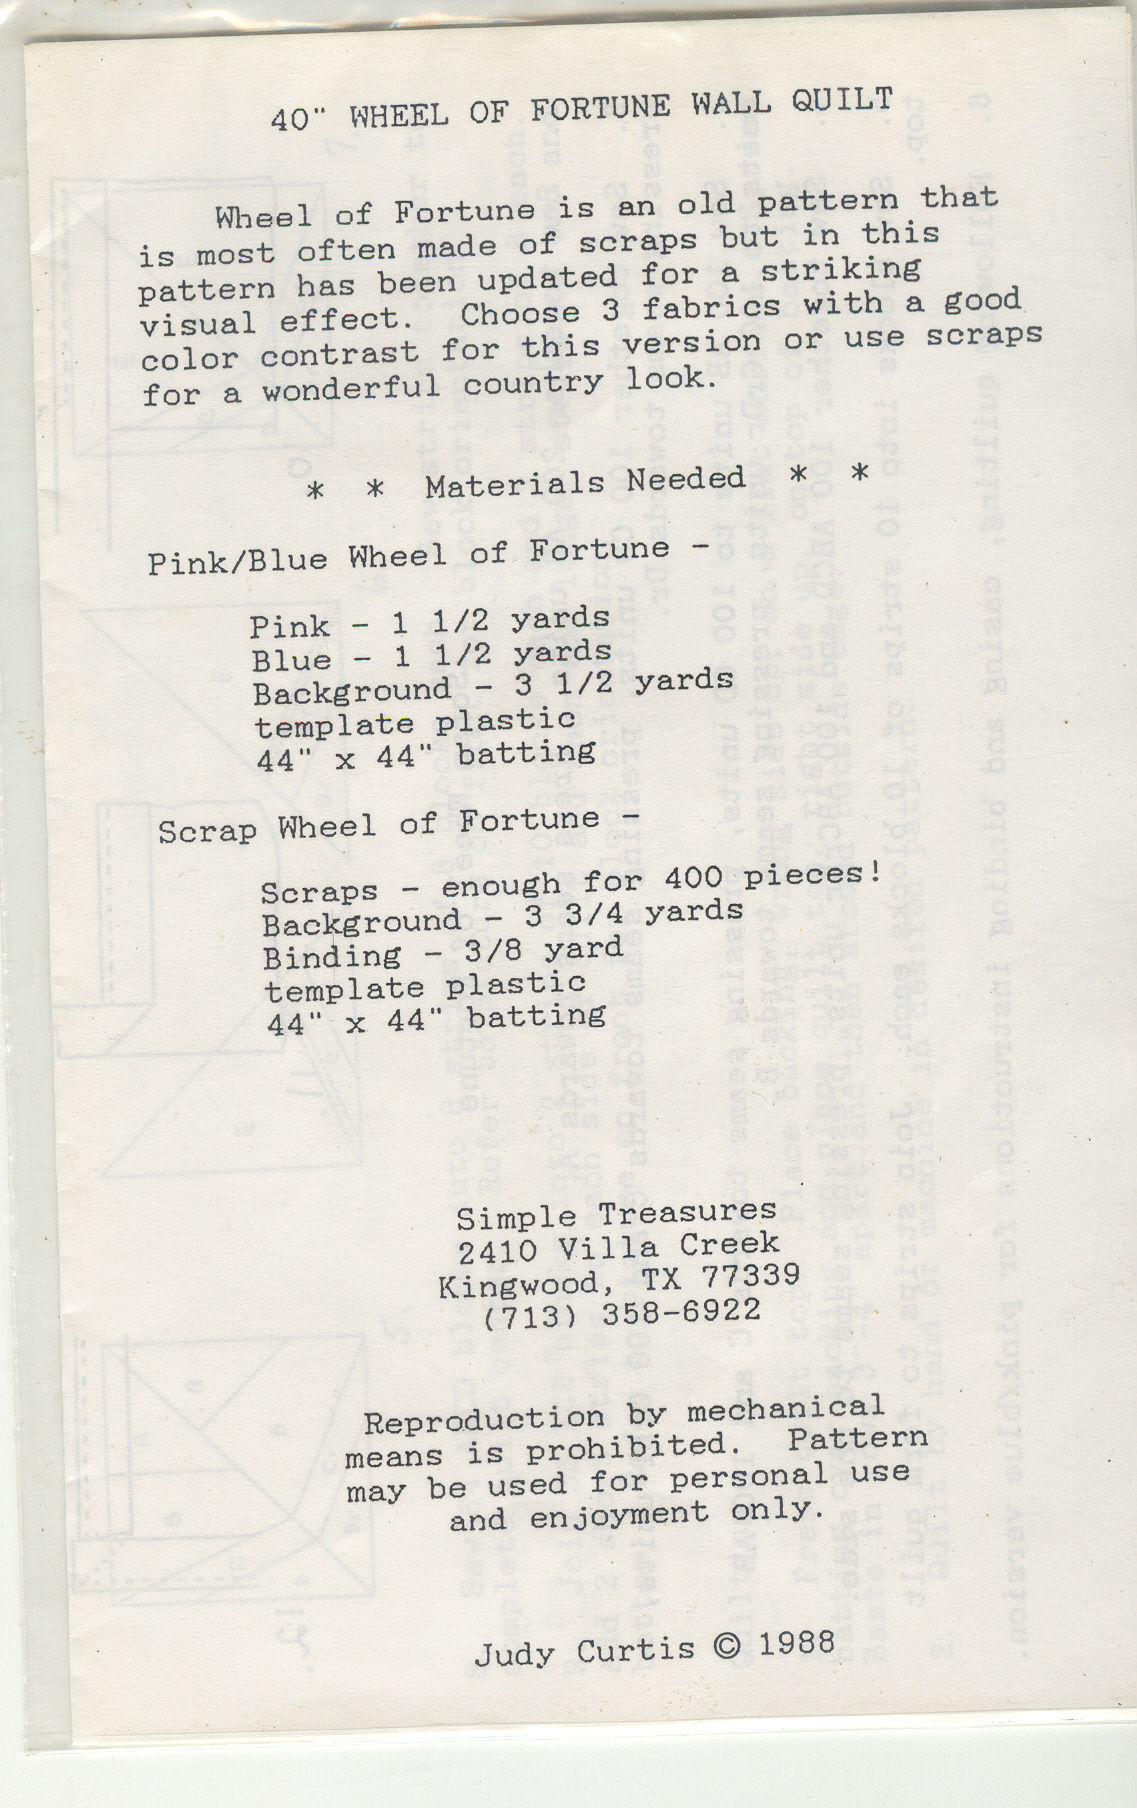 40" WHEEL OF FORTUNE WALL QUILT
Wheel of Fortune is an old pattern that
is most often made of scraps but in this
pattern has been updated for a striking
visual effect. Choose 3 fabrics with a good
color contrast for this version or use scraps
for a wonderful country look.
* * Materials Needed * *
Pink/Blue Wheel of Fortune -
Pink - 1 1/2 yards
Blue - 1 1/2 yards
Background - 3 1/2 yards
template plastic
44" x 44" batting
Scrap Wheel of Fortune -
Scraps - enough for 400 pieces!
Background - 3 3/4 yards
Binding - 3/8 yard
template plastic
44" x 44" batting
Simple Treasures
2410 Villa Creek
Kingwood, TX 77339
(713) 358-6922
Reproduction by mechanical
means is prohibited. Pattern
may be used for personal use
and enjoyment only.
Judy Curtis © 1988